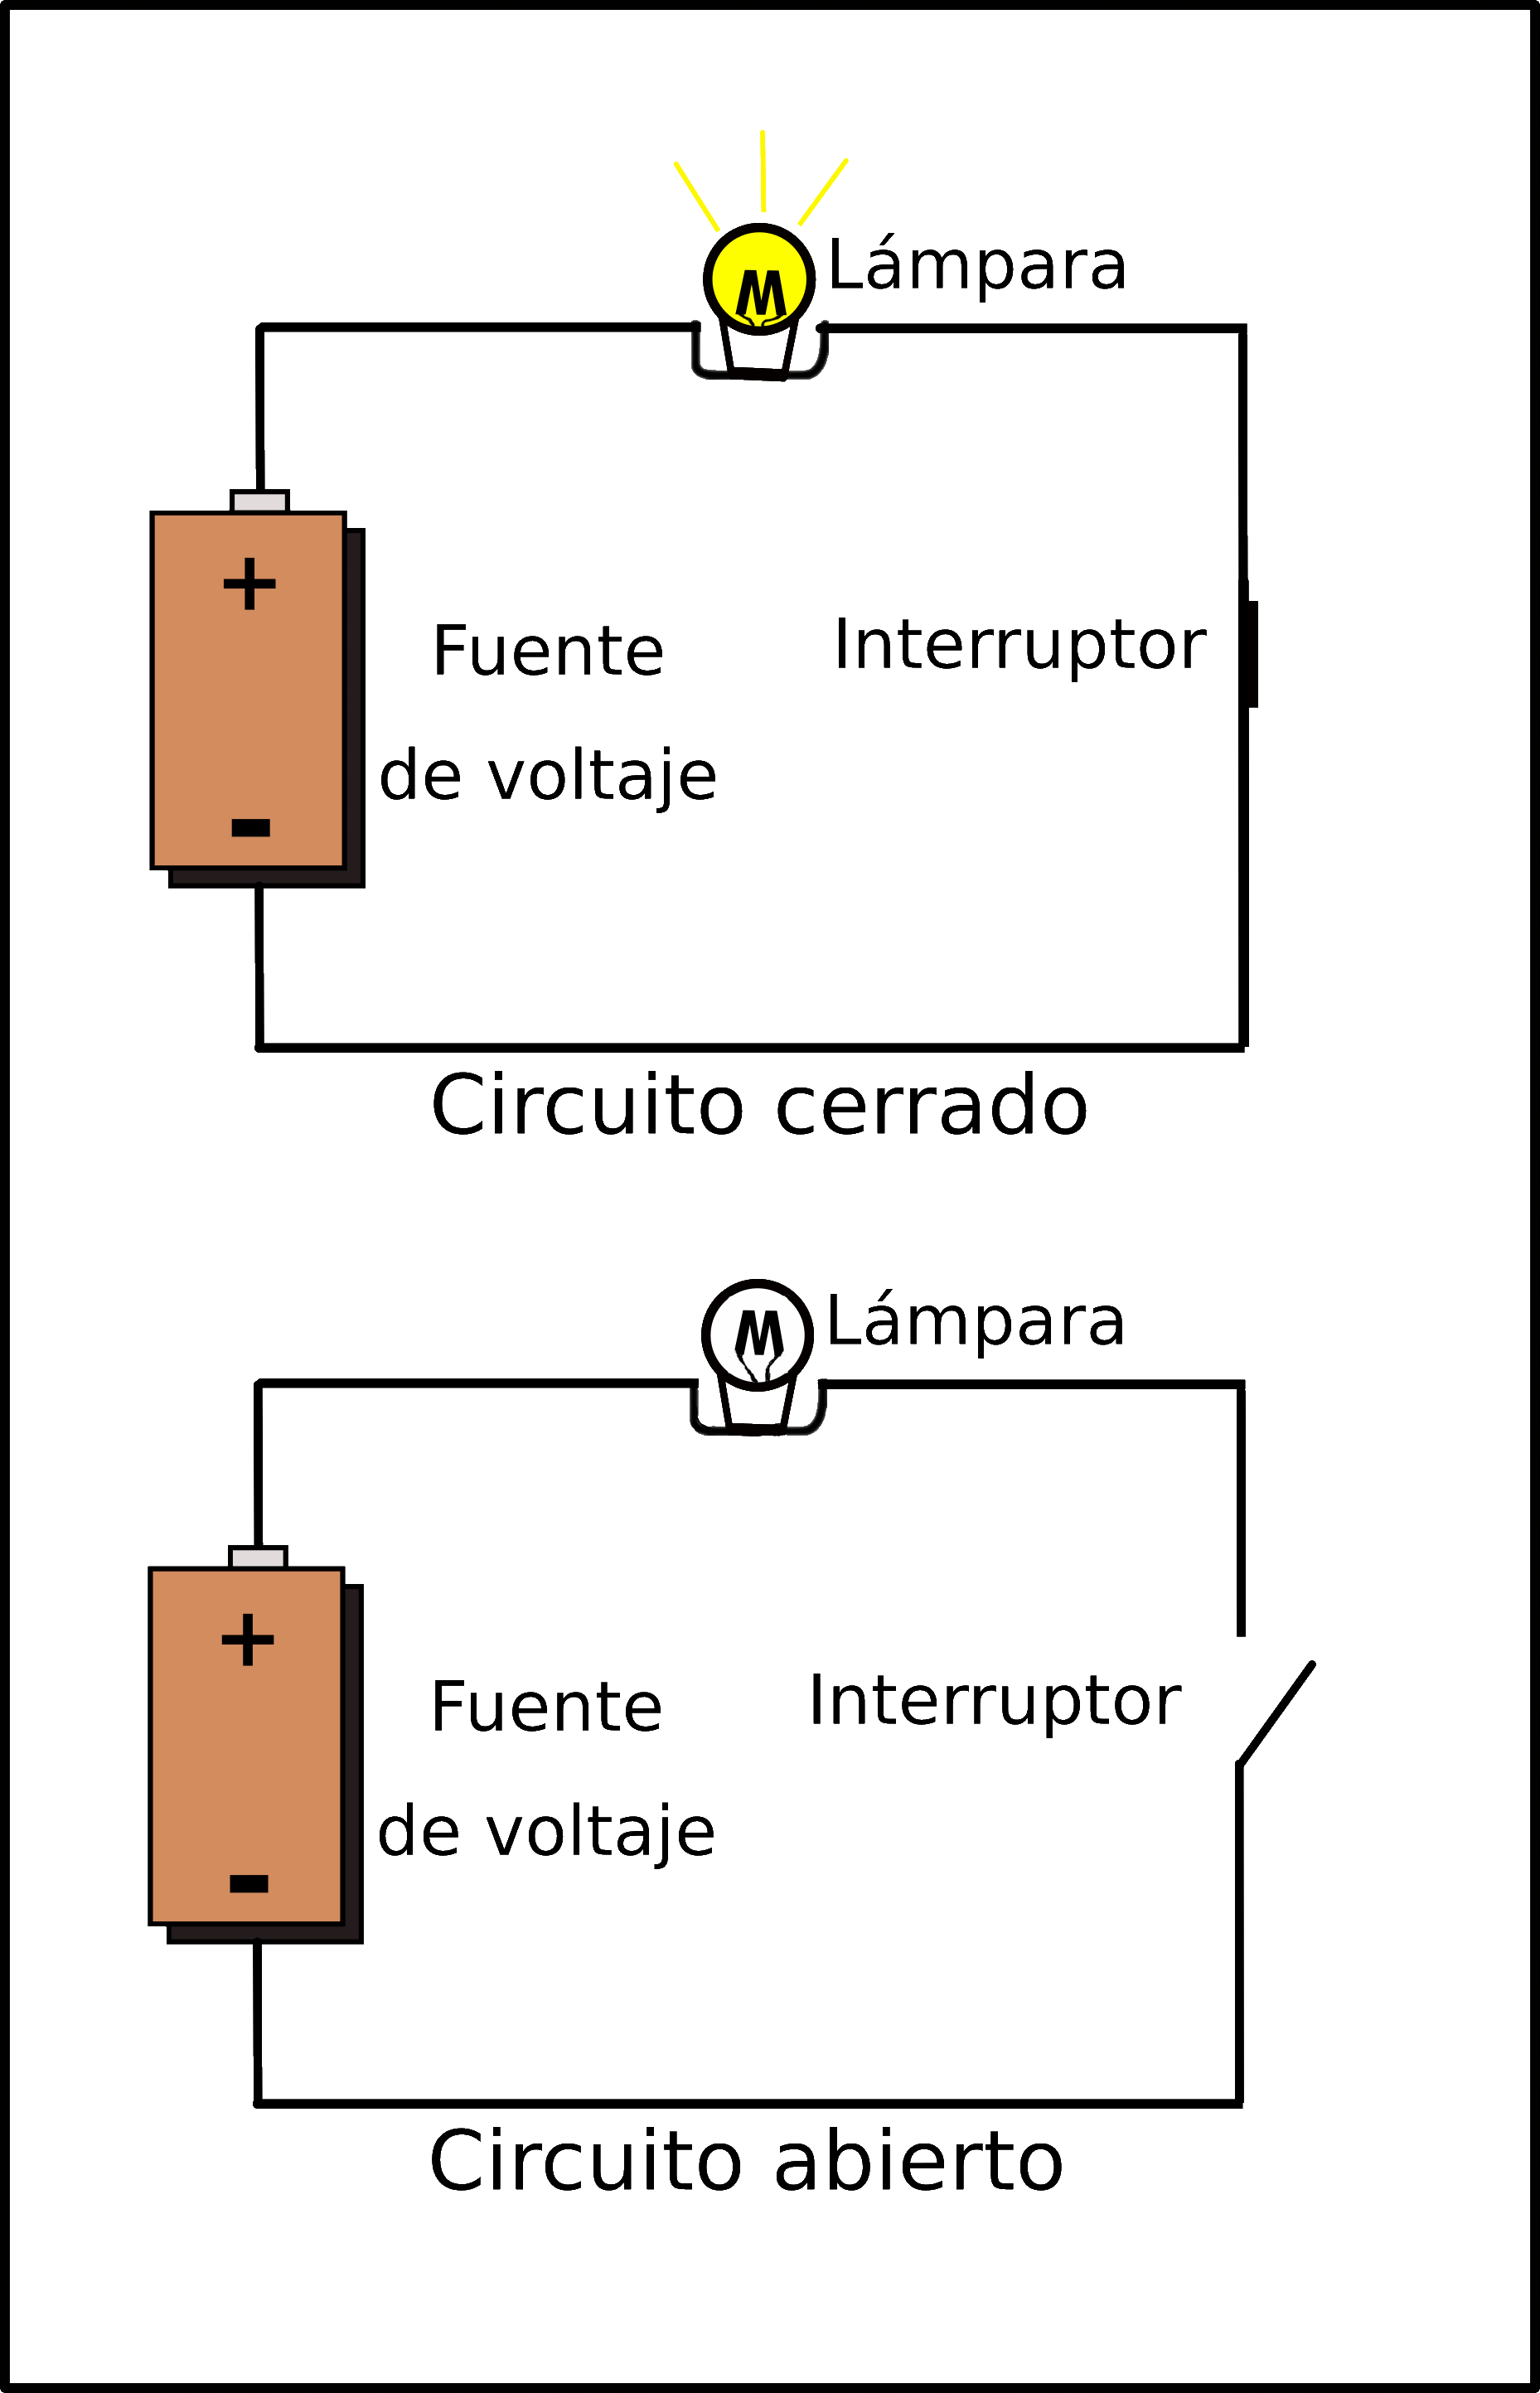 Lámpara
+
Fuente
de voltaje
-
Interruptor
Circuito cerrado
Lámpara
+
Fuente
de voltaje
-
Interruptor
Circuito abierto